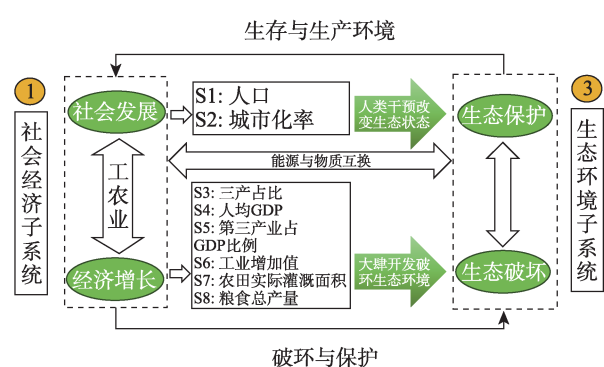 生存与生产环境
1
社会经济子系统
社会发展
S1: 人口
S2: 城市化率
人类干预改
变生态状态
生态保护
3
生态环境子系统
工农业
能源与物质互换
S3: 三产占比
S4: 人均GDP
S5: 第三产业占
GDP比例
S6: 工业增加值
S7: 农田实际灌溉面积
S8: 粮食总产量
经济增长
大肆开发破
环生态环境
生态破坏
破环与保护